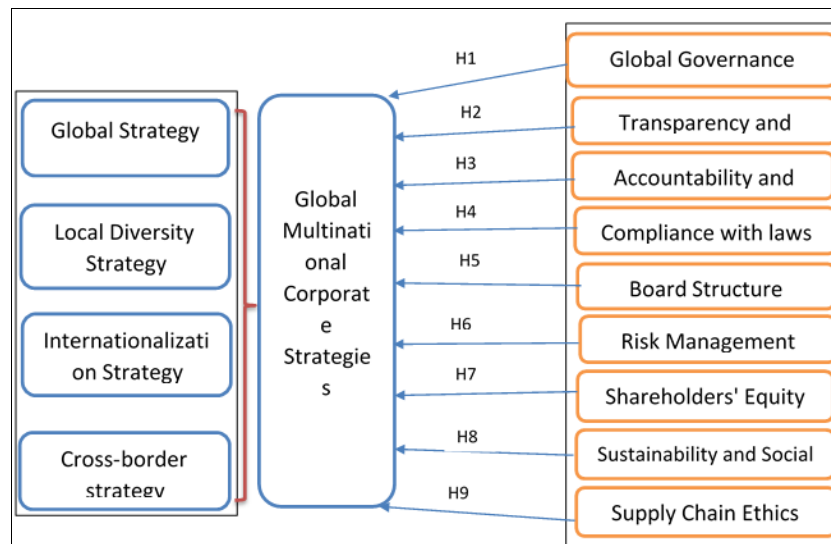 Global Strategy
Local Diversity
Strategy
Internationalizati
on Strategy
Cross-border
strategy
Global
Multinati
onal
Corporat
e
Strategie
s
H1
H2
H3
H4
H5
H6
H7
H8
H9
Global Governance
Transparency and
Accountability and
Compliance with laws
Board Structure
Risk Management
Shareholders' Equity
Sustainability and Social
Supply Chain Ethics